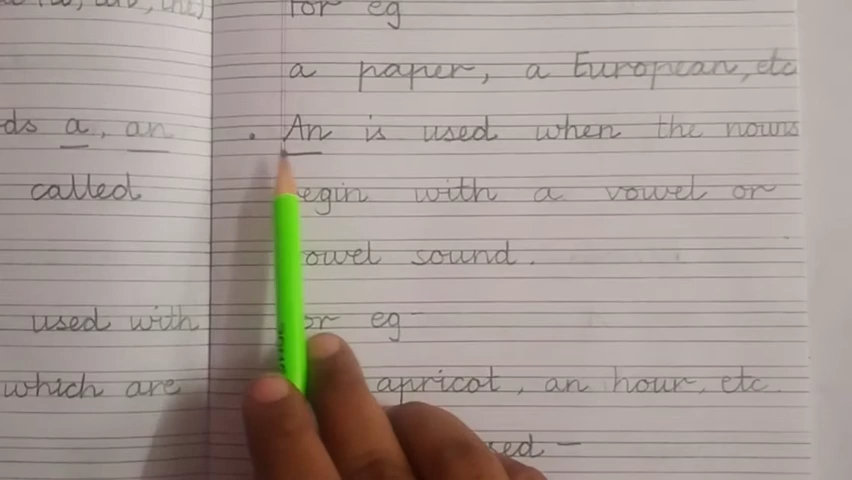 ds a, an
called
used with
which are
for eg
a paper, a European, etc
. An is used when the nouns
egin with a vowel or
owel sound.
or eg -
apricot, an hour, etc.
sed -